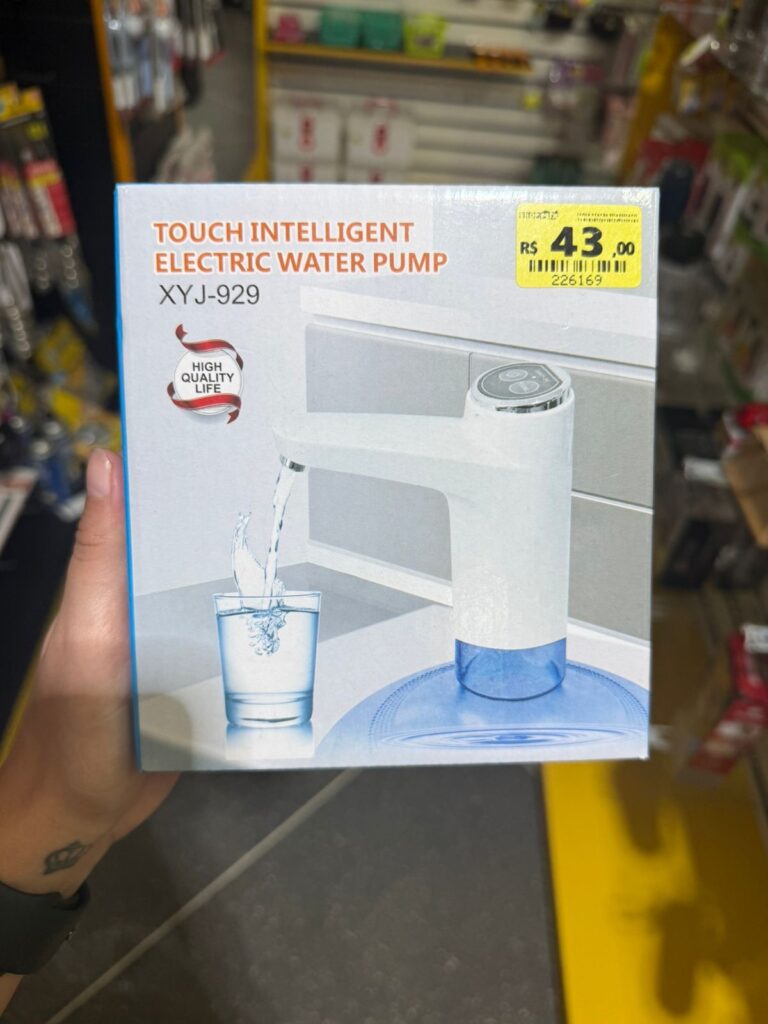 TOUCH INTELLIGENT
ELECTRIC WATER PUMP
XYJ-929
R$ 43,00
226169
HIGH
QUALITY
LIFE